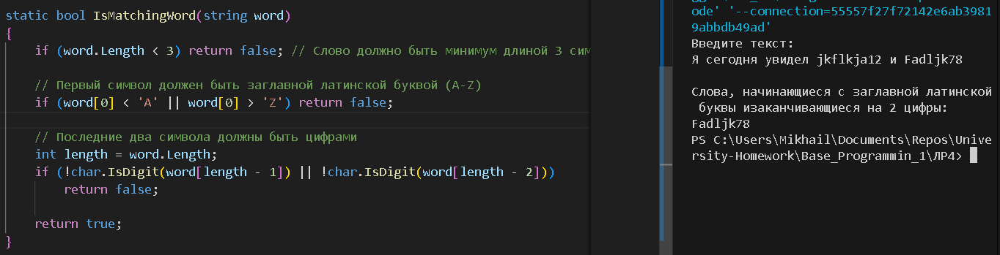 static bool IsMatchingWord(string word)
{
if (word.Length < 3) return false; // Слово должно быть минимум длиной 3 сим
// Первый символ должен быть заглавной латинской буквой (A-Z)
if (word[0] < 'A' || word[0] > 'Z') return false;
// Последние два символа должны быть цифрами
int length = word.Length;
if (!char.IsDigit(word[length - 1]) || !char.IsDigit(word[length - 2]))
return false;
return true;
}
ode' '--connection=55557f27f72142e6ab3981
9abbdb49ad'
Введите текст:
Я сегодня увидел jkflkja12 и Fadljk78
Слова, начинающиеся с заглавной латинской
буквы изаканчивающиеся на 2 цифры:
Fadljk78
PS C:\Users\Mikhail\Documents\Repos\Unive
rsity-Homework\Base_Programmin_1\ЛР4>